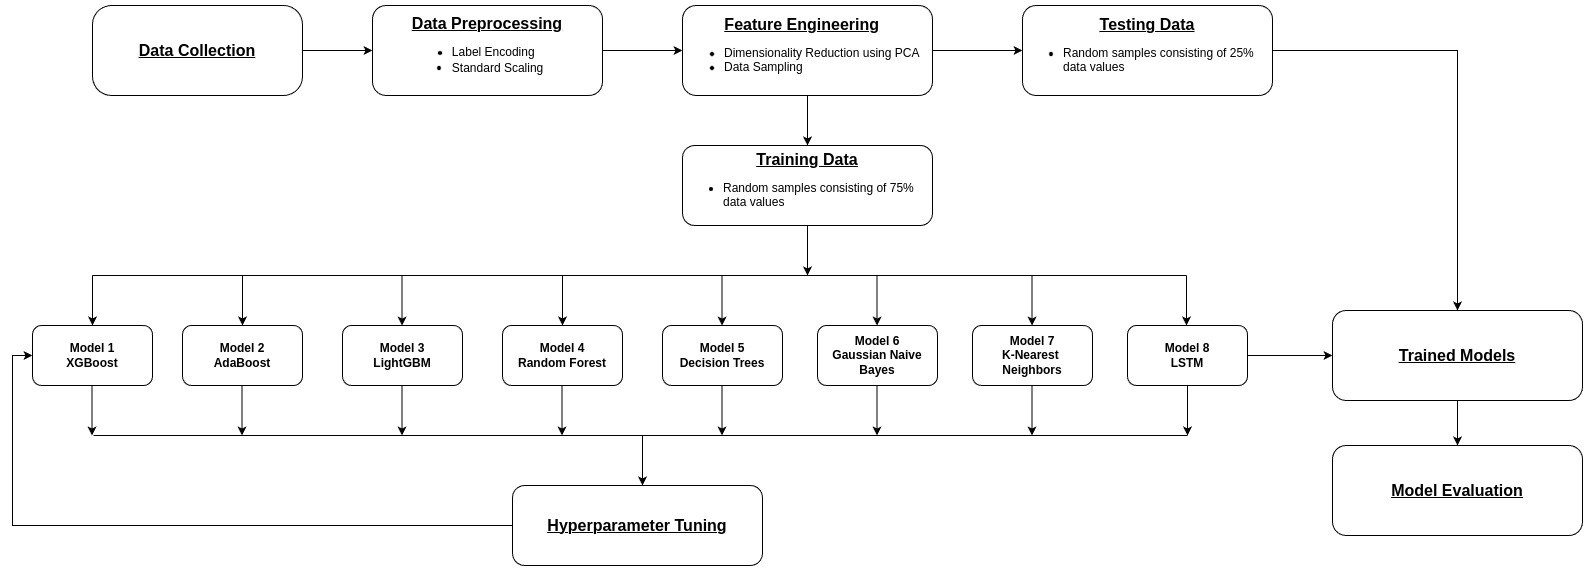 Data Collection
Data Preprocessing
• Label Encoding
• Standard Scaling
Feature Engineering
• Dimensionality Reduction using PCA
• Data Sampling
Testing Data
• Random samples consisting of 25%
data values
Training Data
• Random samples consisting of 75%
data values
Model 1
XGBoost
Model 2
AdaBoost
Model 3
LightGBM
Model 4
Random Forest
Model 5
Decision Trees
Model 6
Gaussian Naive
Bayes
Model 7
K-Nearest
Neighbors
Model 8
LSTM
Trained Models
Hyperparameter Tuning
Model Evaluation